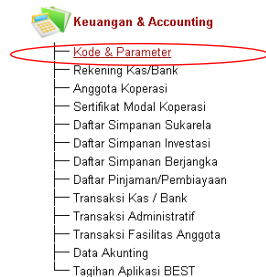 Keuangan & Accounting
Kode & Parameter
Rekening Kas/Bank
Anggota Koperasi
Sertifikat Modal Koperasi
Daftar Simpanan Sukarela
Daftar Simpanan Investasi
Daftar Simpanan Berjangka
Daftar Pinjaman/Pembiayaan
Transaksi Kas / Bank
Transaksi Administratif
Transaksi Fasilitas Anggota
Data Akunting
Tagihan Aplikasi BEST